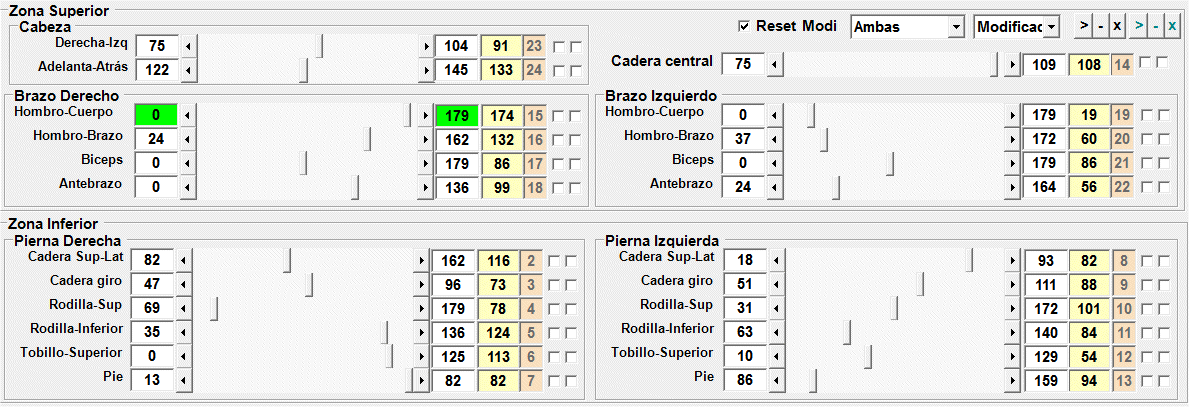 Zona Superior
Cabeza
Derecha-Izq 75 104 91 23
Adelanta-Atrás 122 145 133 24
Reset Modi Ambas Modificac > - x > - x
Cadera central 75 109 108 14
Brazo Derecho
Hombro-Cuerpo 0 179 174 15
Hombro-Brazo 24 162 132 16
Biceps 0 179 86 17
Antebrazo 0 136 99 18
Brazo Izquierdo
Hombro-Cuerpo 0 179 19 19
Hombro-Brazo 37 172 60 20
Biceps 0 179 86 21
Antebrazo 24 164 56 22
Zona Inferior
Pierna Derecha
Cadera Sup-Lat 82 162 116 2
Cadera giro 47 96 73 3
Rodilla-Sup 69 179 78 4
Rodilla-Inferior 35 136 124 5
Tobillo-Superior 0 125 113 6
Pie 13 82 82 7
Pierna Izquierda
Cadera Sup-Lat 18 93 82 8
Cadera giro 51 111 88 9
Rodilla-Sup 31 172 101 10
Rodilla-Inferior 63 140 84 11
Tobillo-Superior 10 129 54 12
Pie 86 159 94 13